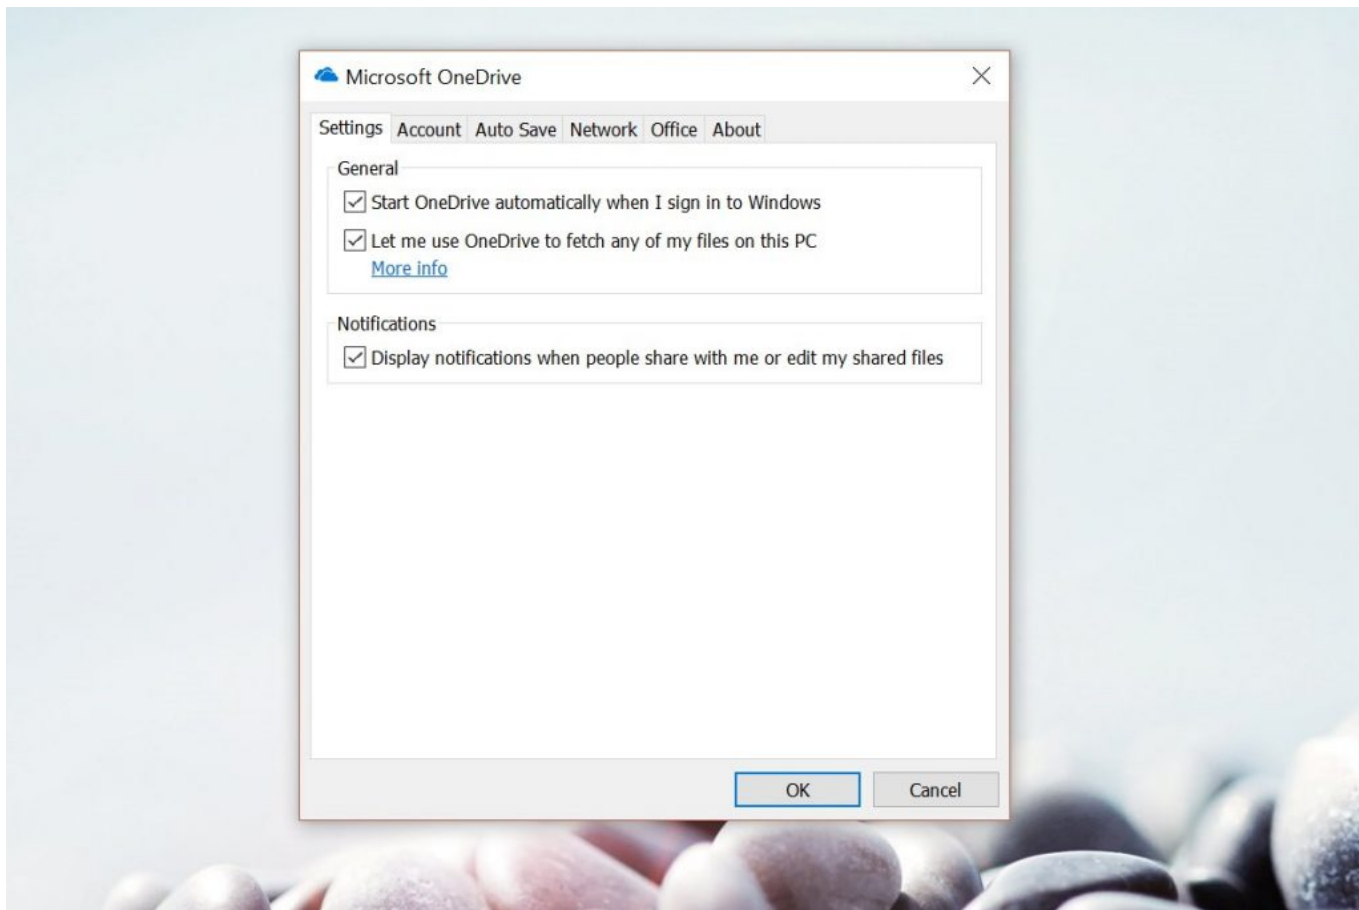 Microsoft OneDrive
Settings Account Auto Save Network Office About
General
Start OneDrive automatically when I sign in to Windows
Let me use OneDrive to fetch any of my files on this PC
More info
Notifications
Display notifications when people share with me or edit my shared files
OK Cancel